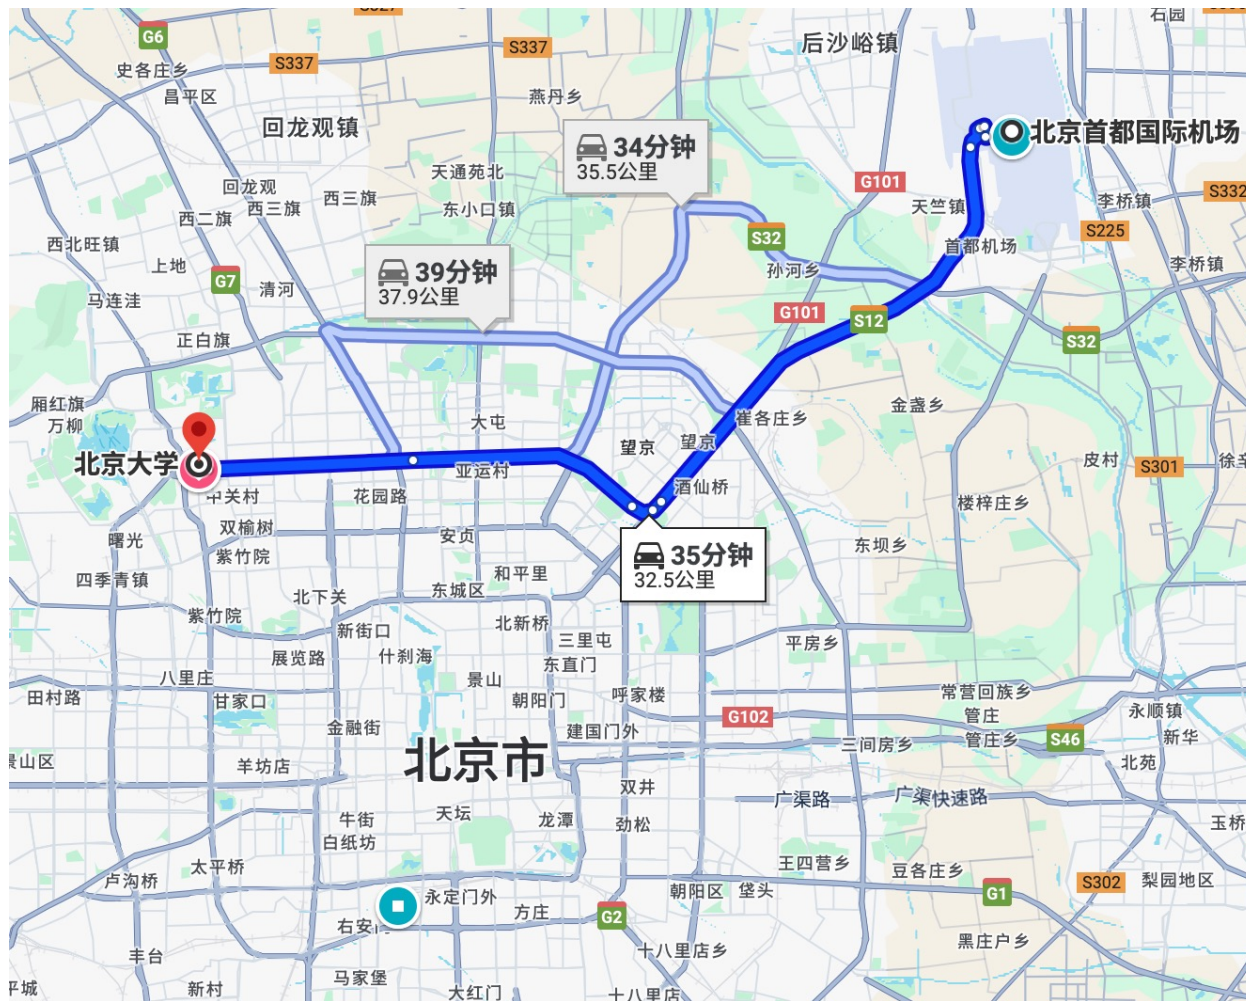 S327
石园
G6
后沙峪镇
S337
S337
史各庄乡
昌平区
燕丹乡
回龙观镇
34分钟
35.5公里
北京首都国际机场
天通苑北
G101
回龙观
西三旗
西三旗
东小口镇
S332
天竺镇
李桥镇
西二旗
S32
S225
西北旺镇
首都机场
上地
39分钟
37.9公里
孙河乡
李桥镇
G7
清河
马连洼
G101
S12
正白旗
S32
厢红旗
万柳
金盏乡
大屯
崔各庄乡
望京
望京
北京大学
亚运村
皮村
S301
徐辛
中关村
花园路
酒仙桥
楼梓庄乡
双榆树
曙光
安贞
35分钟
32.5公里
紫竹院
东坝乡
四季青镇
和平里
东城区
北下关
紫竹院
新街口
北新桥
三里屯
平房乡
展览路
什刹海
东直门
八里庄
景山
常营回族乡
田村路
甘家口
朝阳门
呼家楼
管庄
永顺镇
G102
金融街
建国门外
三间房乡
管庄乡
S46
新华
景山区
羊坊店
北京市
北苑
双井
广渠路
广渠快速路
牛街
天坛
龙潭
劲松
玉桥
白纸坊
太平桥
王四营乡
豆各庄乡
卢沟桥
朝阳区
垡头
S302
梨园地区
永定门外
G1
右安门
方庄
G2
黑庄户乡
丰台
十八里店乡
马家堡
平城
新村
大红门
十八里店